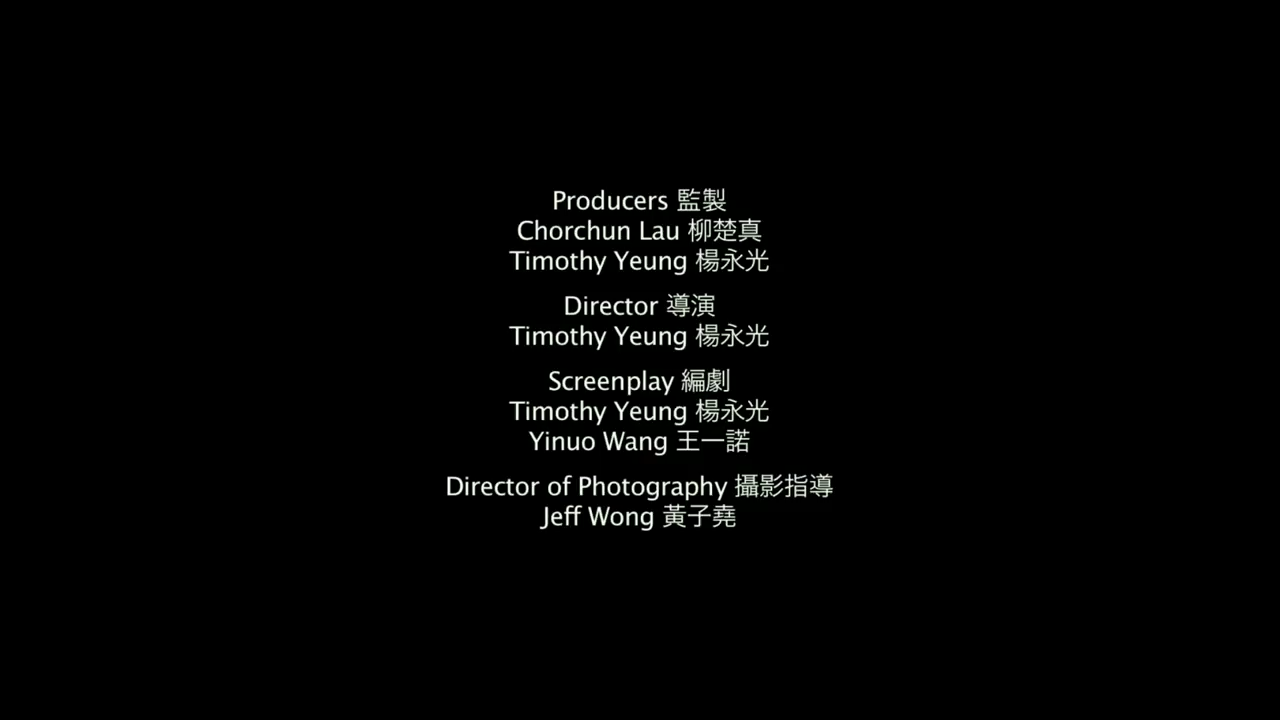 Producers 監製
Chorchun Lau 柳楚真
Timothy Yeung 楊永光
Director 導演
Timothy Yeung 楊永光
Screenplay 編劇
Timothy Yeung 楊永光
Yinuo Wang 王一諾
Director of Photography 攝影指導
Jeff Wong 黃子堯